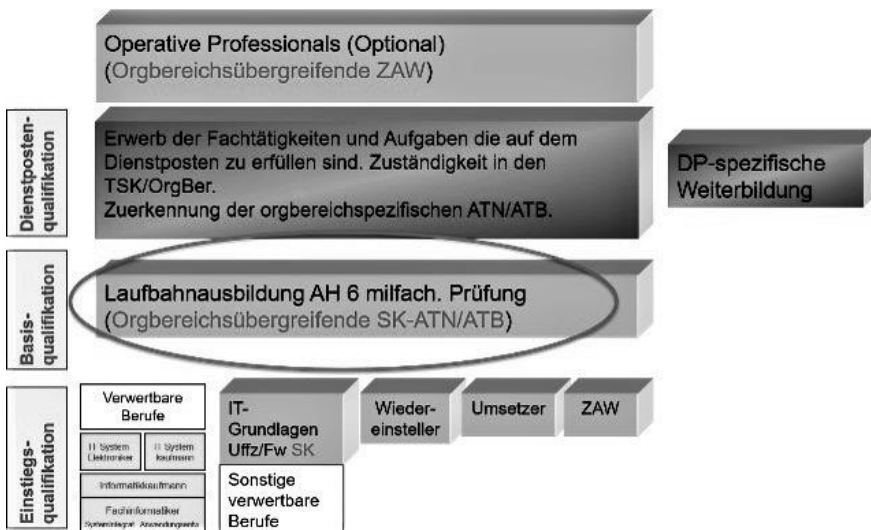 Operative Professionals (Optional)
(Orgbereichsübergreifende ZAW)
Dienstposten-
qualifikation
Erwerb der Fachtätigkeiten und Aufgaben die auf dem
Dienstposten zu erfüllen sind. Zuständigkeit in den
TSK/OrgBer.
Zuerkennung der orgbereichspezifischen ATN/ATB.
DP-spezifische
Weiterbildung
Basis-
qualifikation
Laufbahnausbildung AH 6 milfach. Prüfung
(Orgbereichsübergreifende SK-ATN/ATB)
Einstiegs-
qualifikation
Verwertbare
Berufe
IT System
Elektroniker
IT System
kaufmann
Informatikkaufmann
Fachinformatiker
Systemintegrat
IT-
Grundlagen
Uffz/Fw SK
Sonstige
verwertbare
Berufe
Wieder-
einsteller
Umsetzer
ZAW